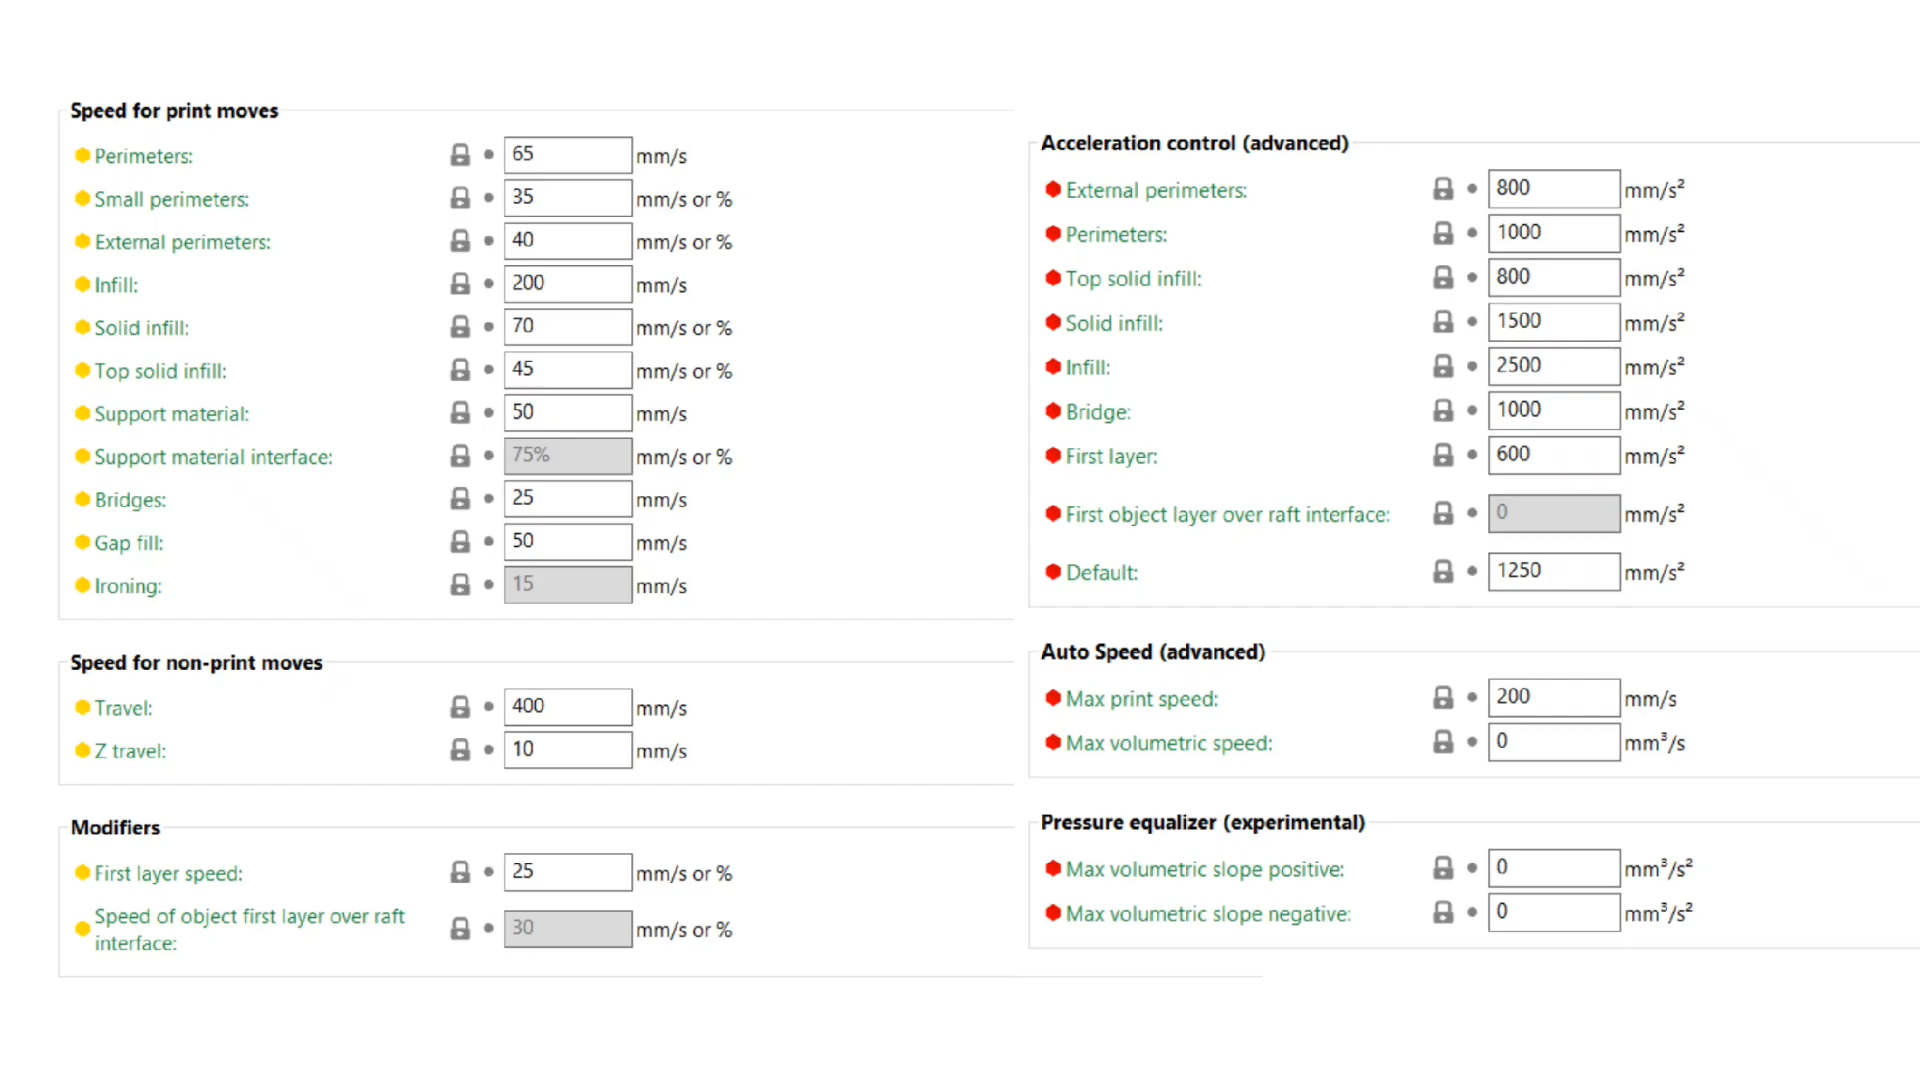 Speed for print moves
Perimeters: 65 mm/s
Small perimeters: 35 mm/s or %
External perimeters: 40 mm/s or %
Infill: 200 mm/s
Solid infill: 70 mm/s or %
Top solid infill: 45 mm/s or %
Support material: 50 mm/s
Support material interface: 75% mm/s or %
Bridges: 25 mm/s
Gap fill: 50 mm/s
Ironing: 15 mm/s
Speed for non-print moves
Travel: 400 mm/s
Z travel: 10 mm/s
Modifiers
First layer speed: 25 mm/s or %
Speed of object first layer over raft
interface: 30 mm/s or %
Acceleration control (advanced)
External perimeters: 800 mm/s²
Perimeters: 1000 mm/s²
Top solid infill: 800 mm/s²
Solid infill: 1500 mm/s²
Infill: 2500 mm/s²
Bridge: 1000 mm/s²
First layer: 600 mm/s²
First object layer over raft interface: 0 mm/s²
Default: 1250 mm/s²
Auto Speed (advanced)
Max print speed: 200 mm/s
Max volumetric speed: 0 mm³/s
Pressure equalizer (experimental)
Max volumetric slope positive: 0 mm³/s²
Max volumetric slope negative: 0 mm³/s²